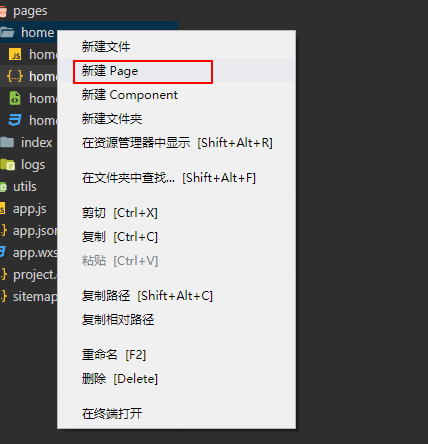 pages
home
新建文件
hom
新建 Page
hom
新建 Component
hom
新建文件夹
hom
在资源管理器中显示 [Shift+Alt+R]
index
logs
在文件夹中查找... [Shift+Alt+F]
utils
剪切 [Ctrl+X]
app.js
复制 [Ctrl+C]
app.json
粘贴 [Ctrl+V]
app.wxs
project.
复制路径 [Shift+Alt+C]
sitemap
复制相对路径
重命名 [F2]
删除 [Delete]
在终端打开